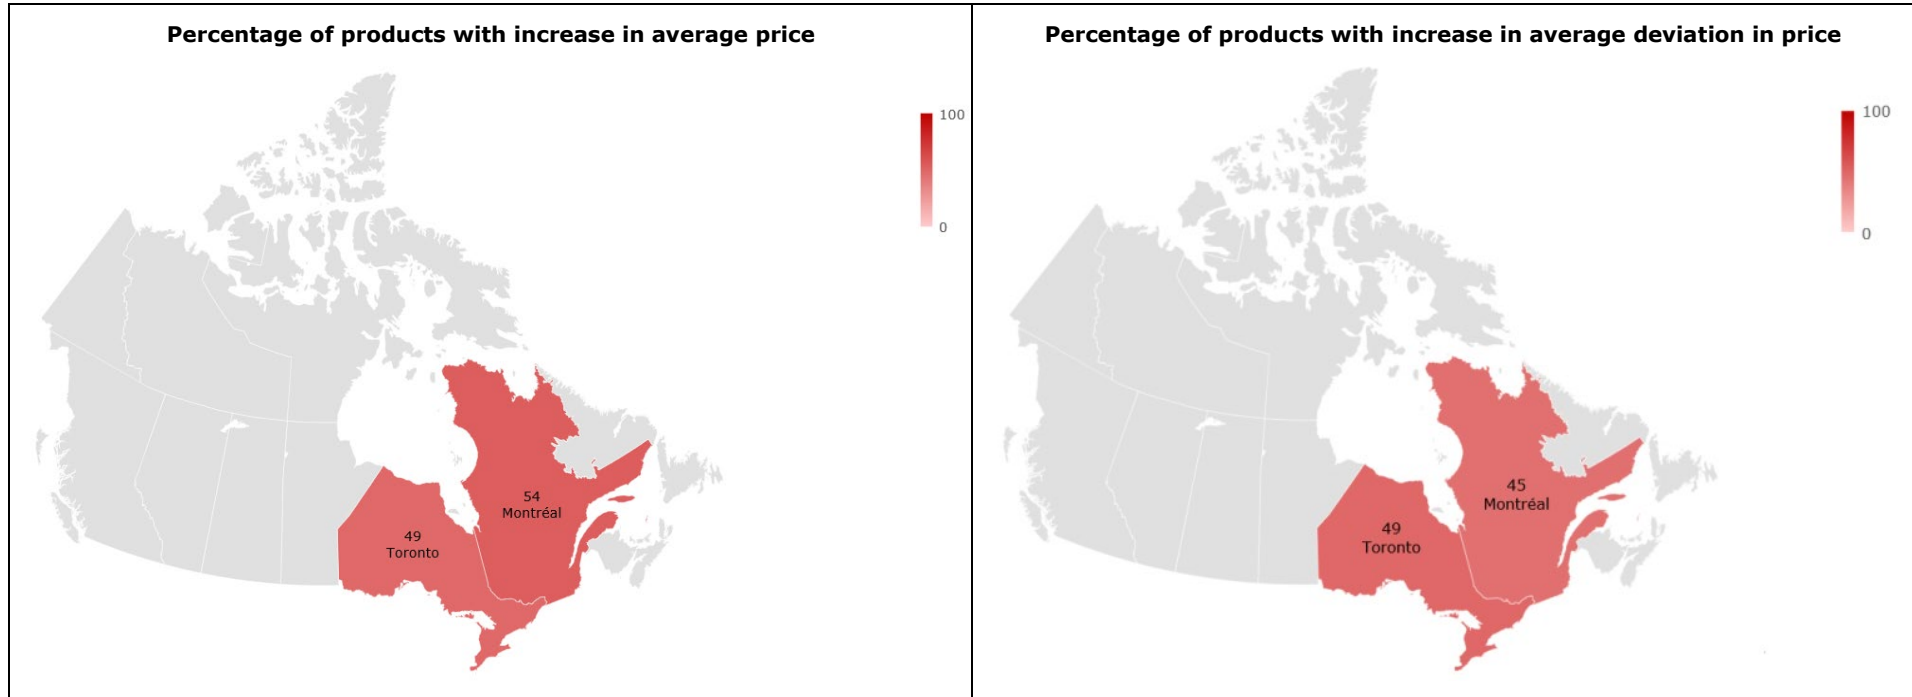 Percentage of products with increase in average price
100
0
54
Montréal
49
Toronto
Percentage of products with increase in average deviation in price
100
0
45
Montréal
49
Toronto